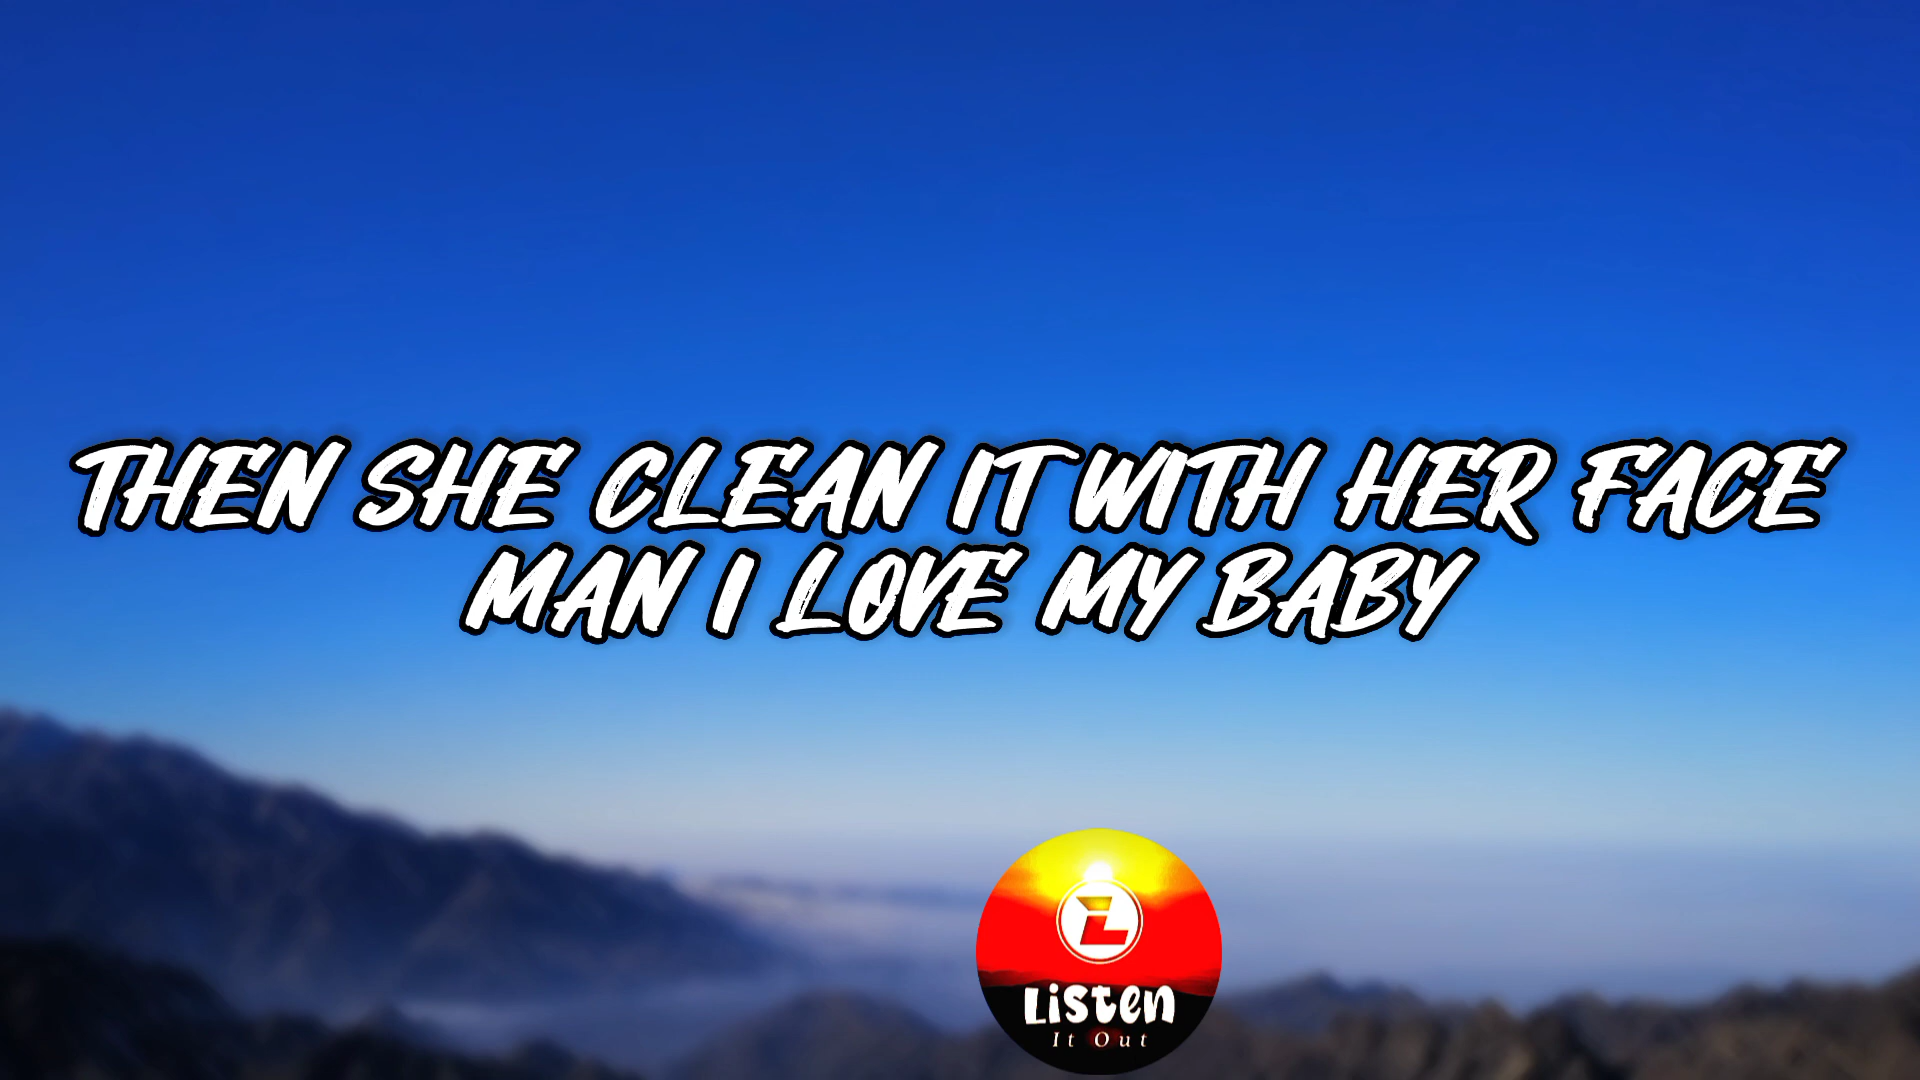 THEN SHE CLEAN IT WITH HER FACE
MAN I LOVE MY BABY
L
Listen
It Out